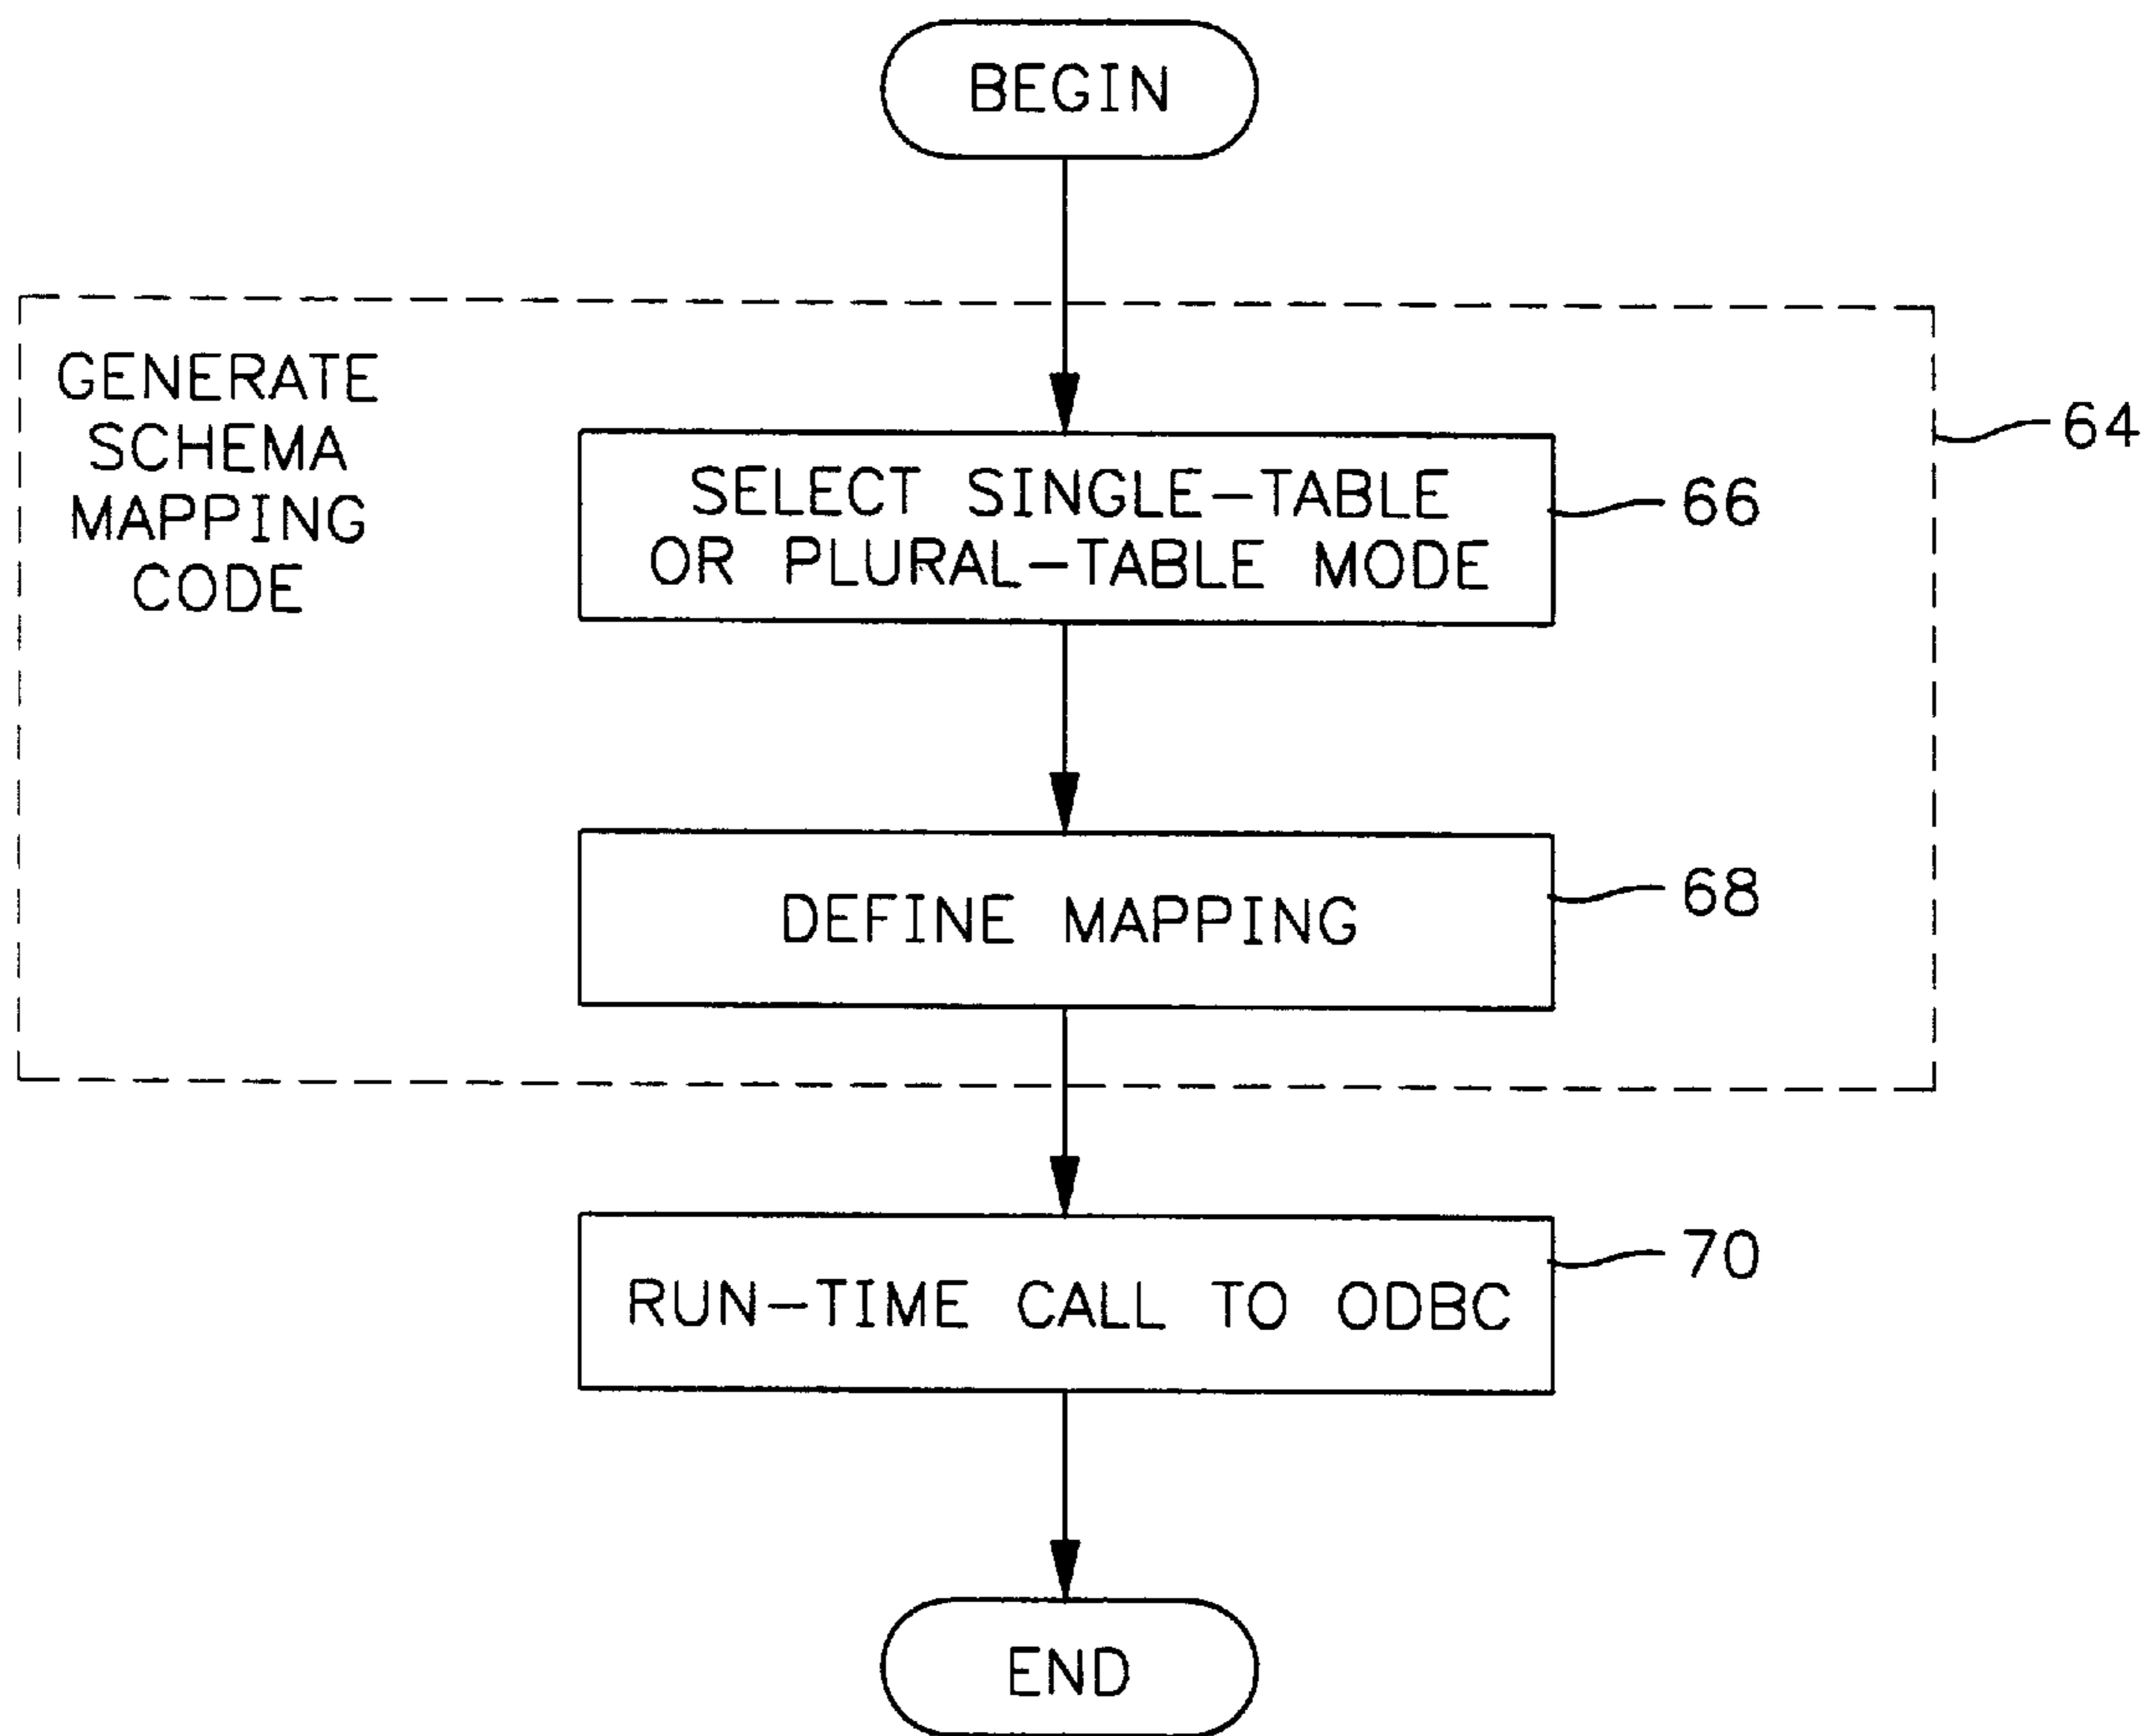 BEGIN
GENERATE
SCHEMA
MAPPING
CODE
64
SELECT SINGLE-TABLE
OR PLURAL-TABLE MODE
66
DEFINE MAPPING
68
RUN-TIME CALL TO ODBC
70
END